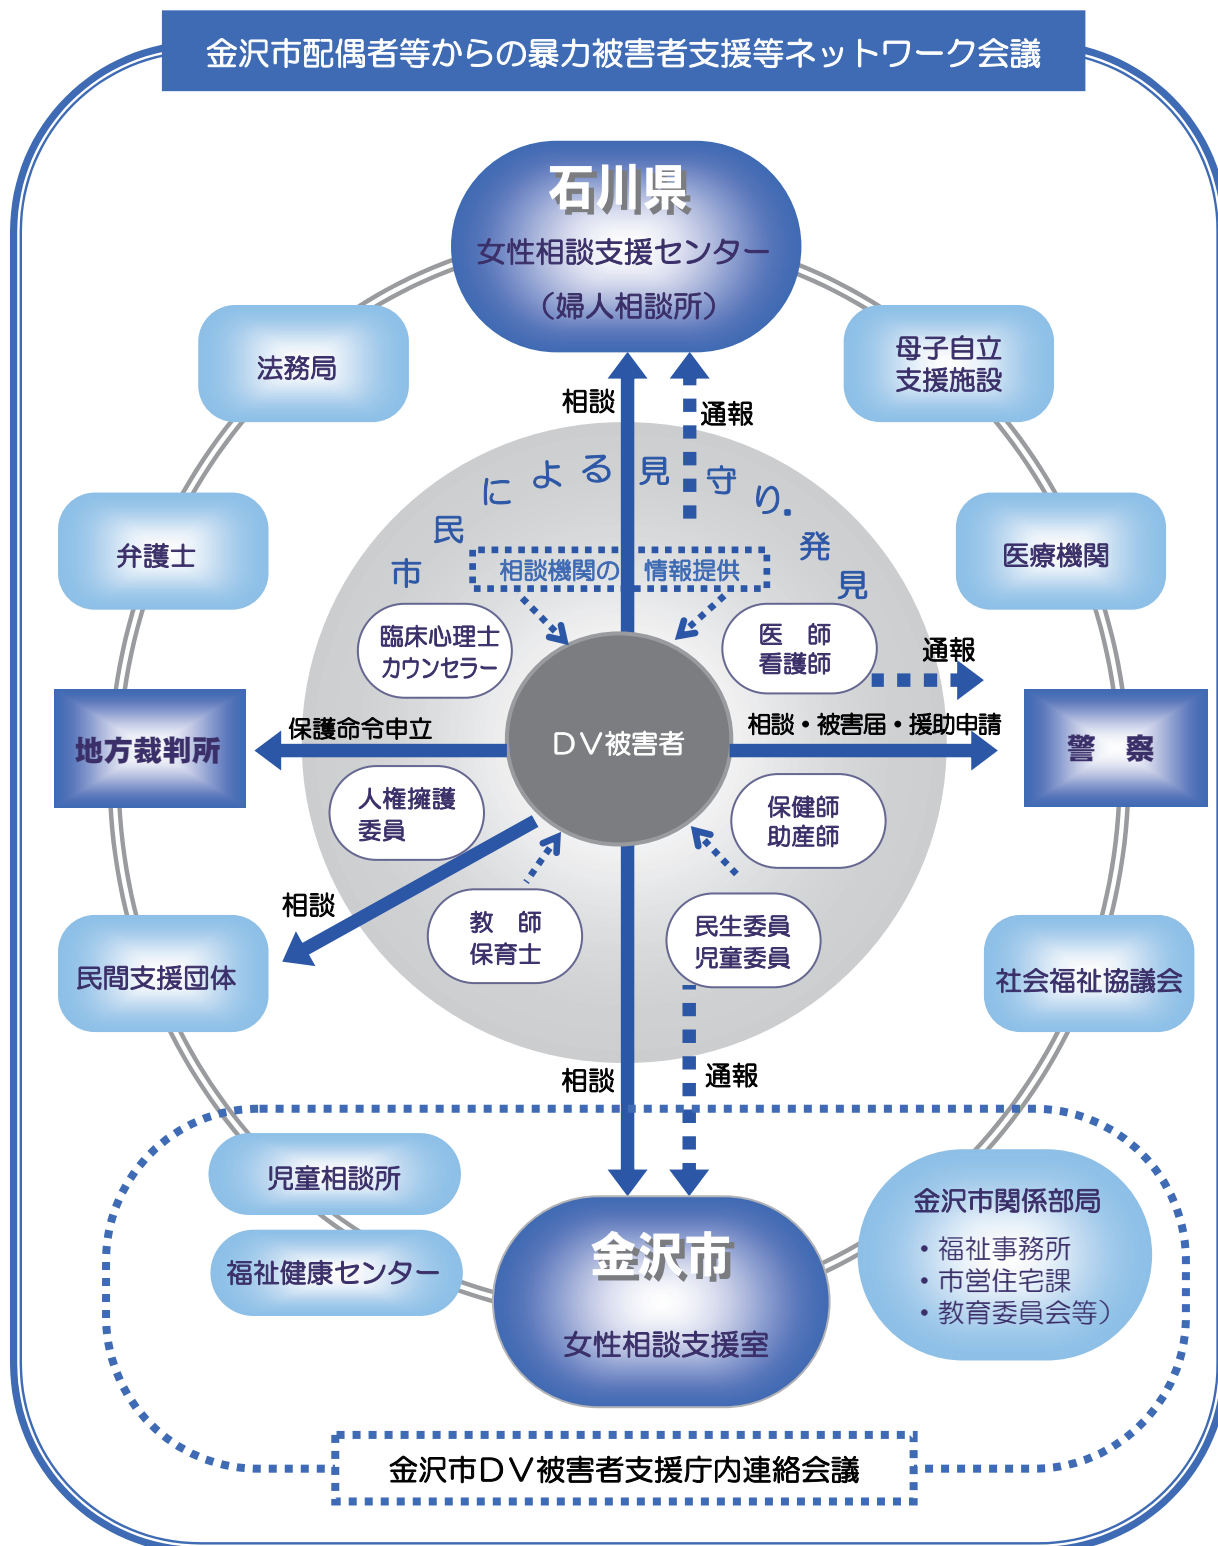 金沢市配偶者等からの暴力被害者支援等ネットワーク会議
石川県
女性相談支援センター
（婦人相談所）
法務局
母子自立
支援施設
相談
通報
市民による見守り・発見
弁護士
医療機関
相談機関の 情報提供
臨床心理士
カウンセラー
医　師
看護師
通報
地方裁判所
保護命令申立
DV被害者
相談・被害届・援助申請
警　察
人権擁護
委員
保健師
助産師
相談
教　師
保育士
民生委員
児童委員
民間支援団体
社会福祉協議会
相談
通報
児童相談所
福祉健康センター
金沢市
女性相談支援室
金沢市関係部局
・福祉事務所
・市営住宅課
・教育委員会等）
金沢市DV被害者支援庁内連絡会議